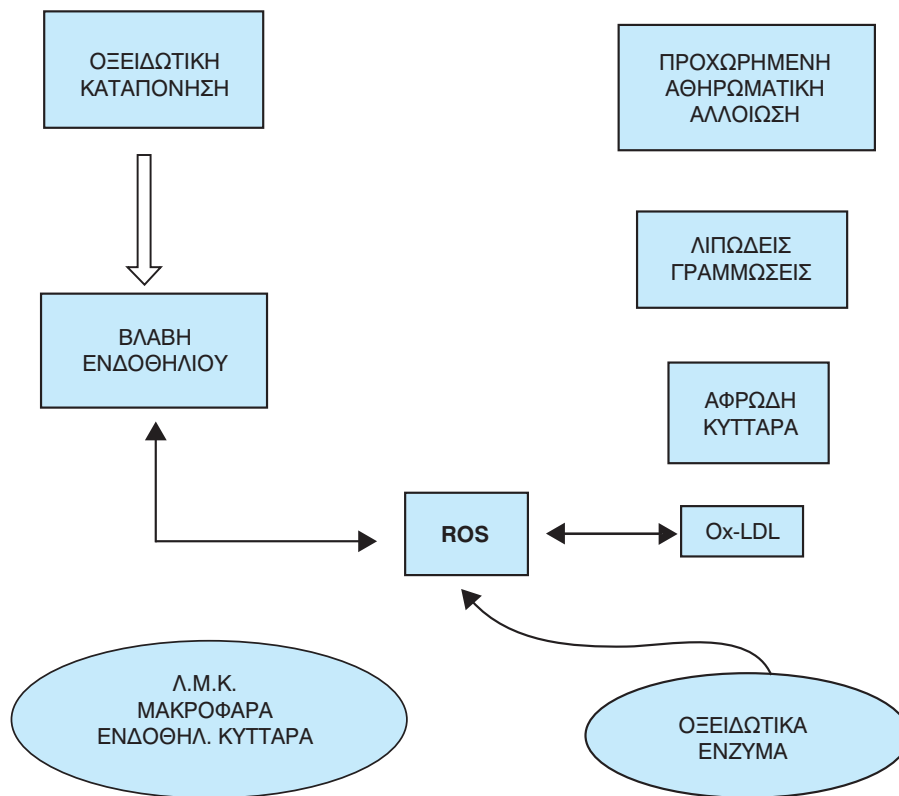 ΟΞΕΙΔΩΤΙΚΗ
ΚΑΤΑΠΟΝΗΣΗ
ΠΡΟΧΩΡΗΜΕΝΗ
ΑΘΗΡΩΜΑΤΙΚΗ
ΑΛΛΟΙΩΣΗ
ΛΙΠΩΔΕΙΣ
ΓΡΑΜΜΩΣΕΙΣ
ΒΛΑΒΗ
ΕΝΔΟΘΗΛΙΟΥ
ΑΦΡΩΔΗ
ΚΥΤΤΑΡΑ
ROS
Ox-LDL
Λ.Μ.Κ.
ΜΑΚΡΟΦΑΡΑ
ΕΝΔΟΘΗΛ. ΚΥΤΤΑΡΑ
ΟΞΕΙΔΩΤΙΚΑ
ΕΝΖΥΜΑ